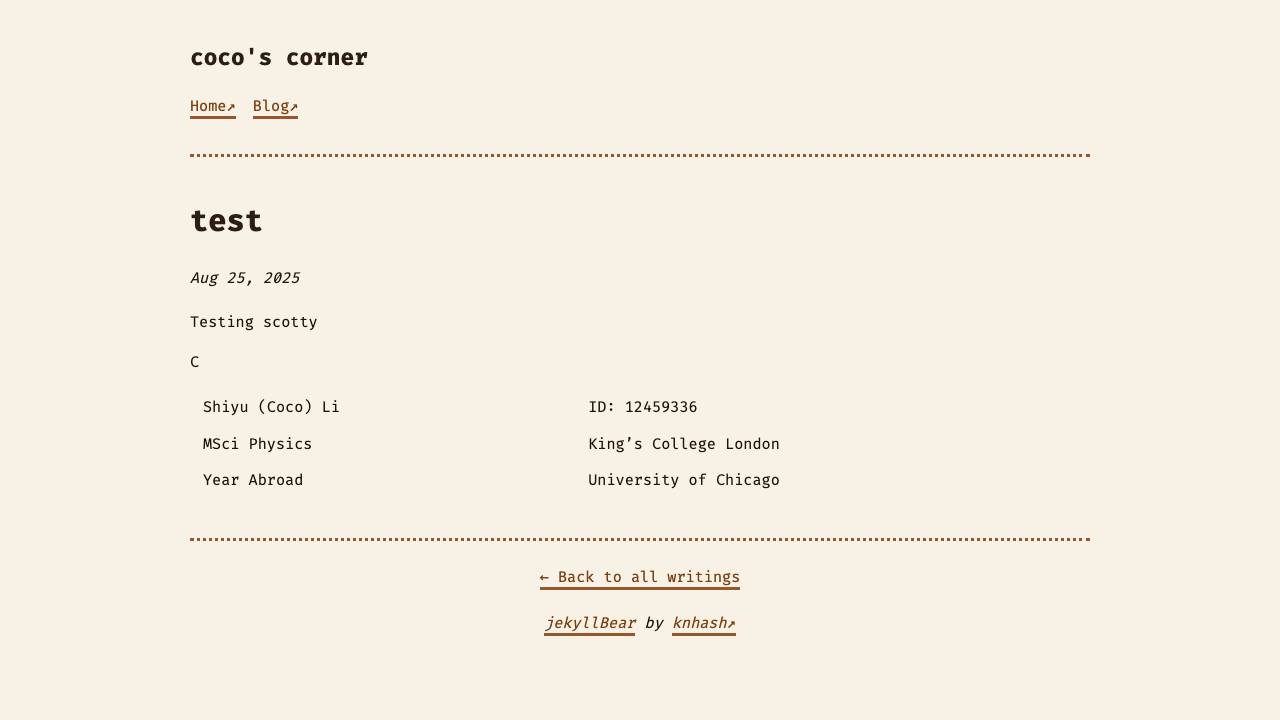 coco's corner
Home↗ Blog↗
test
Aug 25, 2025
Testing scotty
C
Shiyu (Coco) Li ID: 12459336
MSci Physics King’s College London
Year Abroad University of Chicago
← Back to all writings
jekyllBear by knhash↗